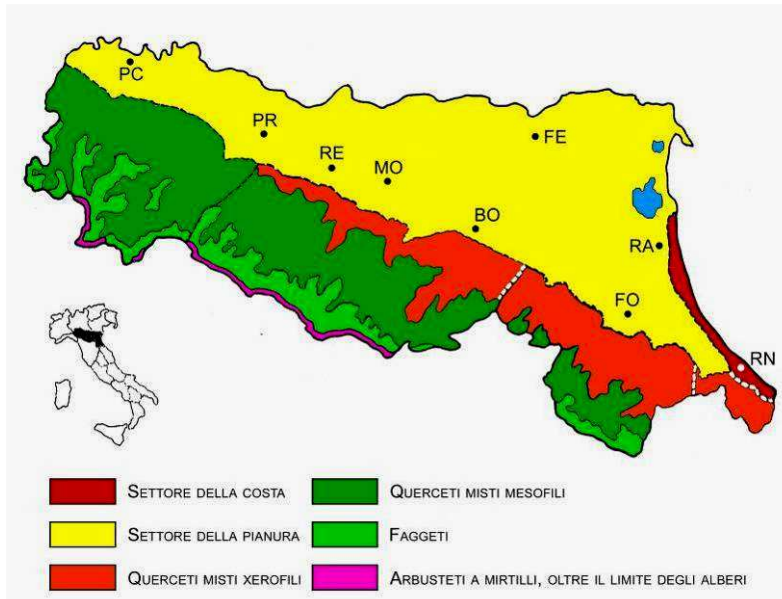 PC
PR
RE
MO
FE
BO
RA
FO
RN
SETTORE DELLA COSTA
QUERCETI MISTI MESOFILI
SETTORE DELLA PIANURA
FAGGETI
QUERCETI MISTI XEROFILI
ARBUSTETI A MIRTILLI, OLTRE IL LIMITE DEGLI ALBERI